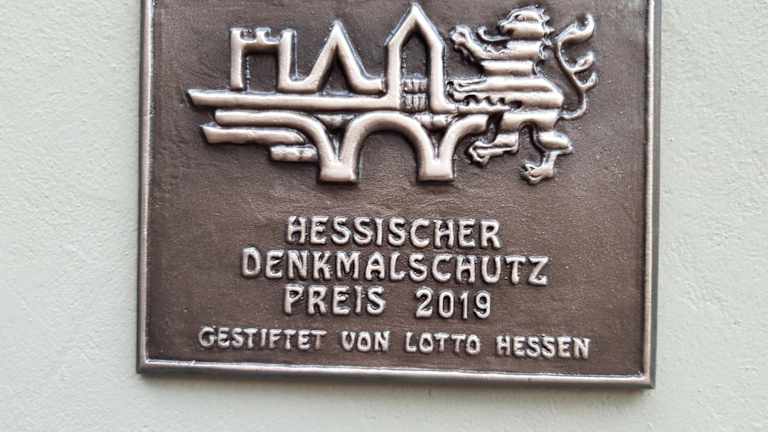 HESSISCHER
DENKMALSCHUTZ
PREIS 2019
GESTIFTET VON LOTTO HESSEN